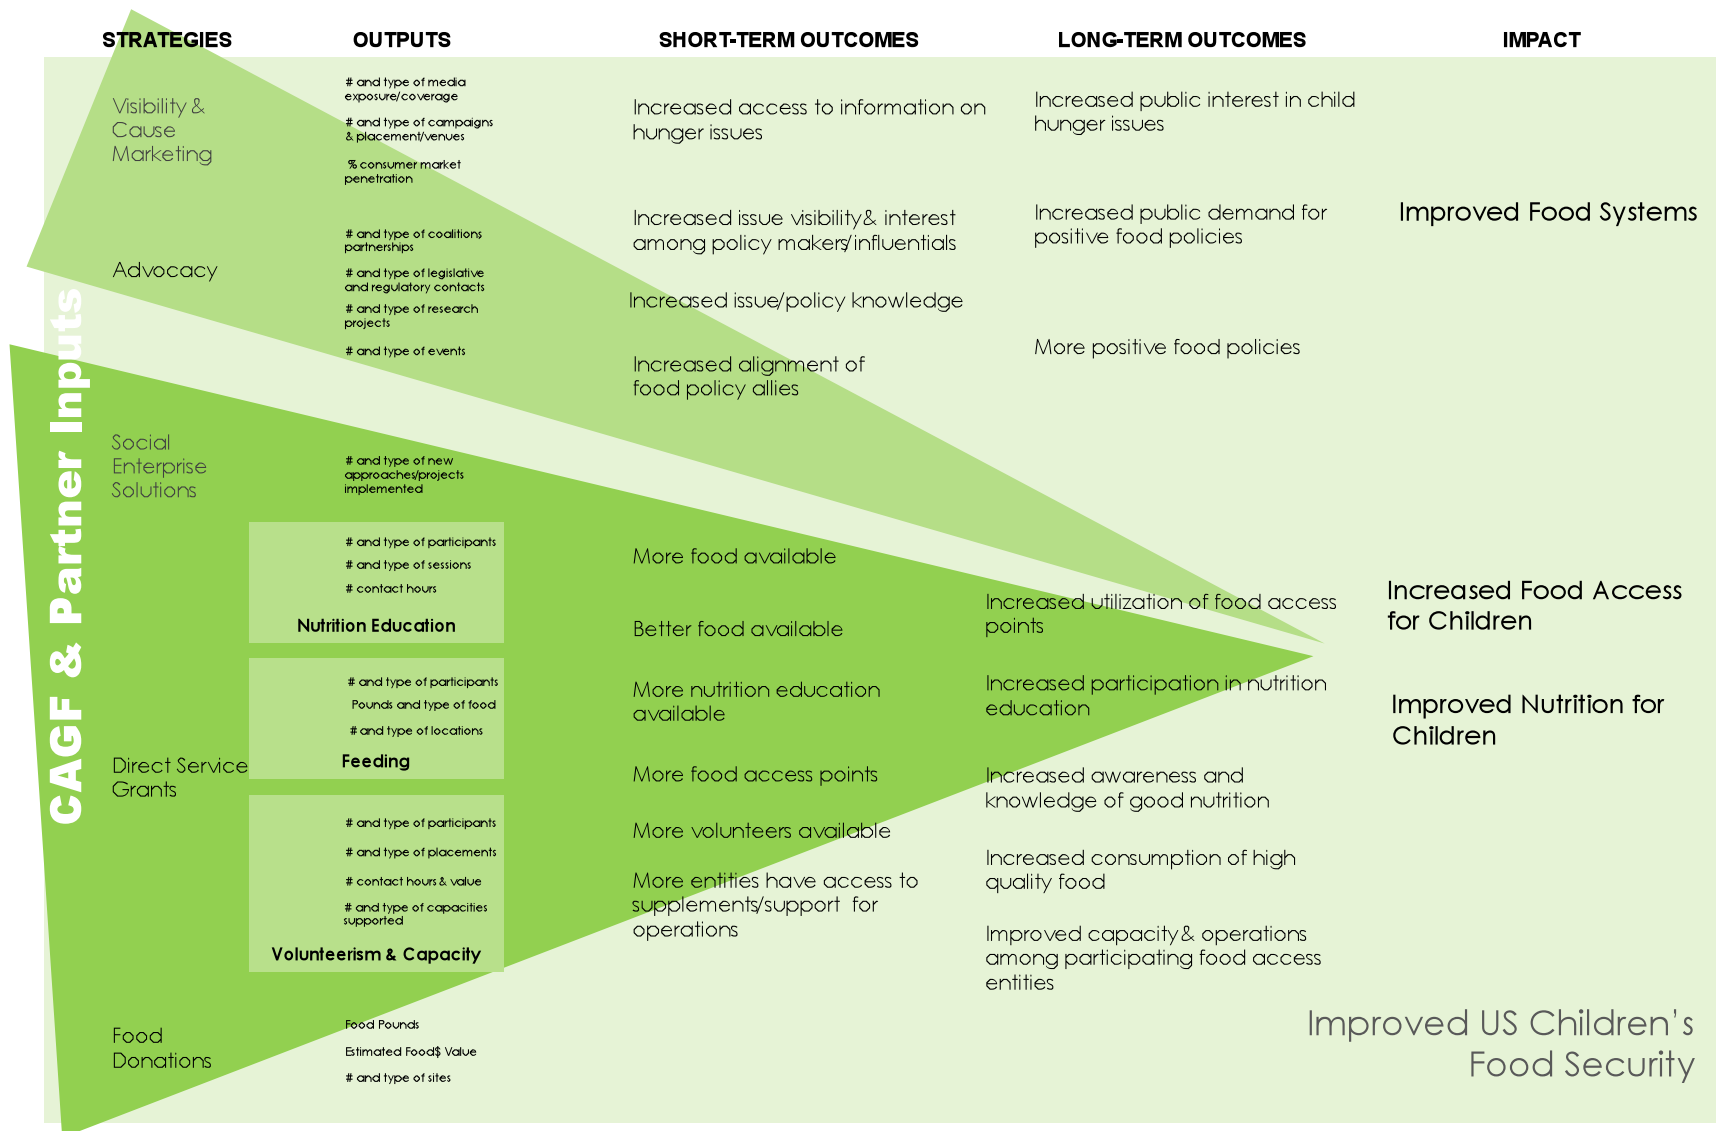 STRATEGIES
OUTPUTS
SHORT-TERM OUTCOMES
LONG-TERM OUTCOMES
IMPACT
CAGF & Partner Inputs
Visibility &
Cause
Marketing
Advocacy
Social
Enterprise
Solutions
Direct Service
Grants
Food
Donations
# and type of media
exposure/coverage
# and type of campaigns
& placement/venues
% consumer market
penetration
# and type of coalitions
partnerships
# and type of legislative
and regulatory contacts
# and type of research
projects
# and type of events
# and type of new
approaches/projects
implemented
# and type of participants
# and type of sessions
# contact hours
Nutrition Education
# and type of participants
Pounds and type of food
# and type of locations
Feeding
# and type of participants
# and type of placements
# contact hours & value
# and type of capacities
supported
Volunteerism & Capacity
Food Pounds
Estimated Food$ Value
# and type of sites
Increased access to information on
hunger issues
Increased issue visibility& interest
among policy makers/influentials
Increased issue/policy knowledge
Increased alignment of
food policy allies
More food available
Better food available
More nutrition education
available
More food access points
More volunteers available
More entities have access to
supplements/support for
operations
Increased public interest in child
hunger issues
Increased public demand for
positive food policies
More positive food policies
Increased utilization of food access
points
Increased participation in nutrition
education
Increased awareness and
knowledge of good nutrition
Increased consumption of high
quality food
Improved capacity& operations
among participating food access
entities
Improved Food Systems
Increased Food Access
for Children
Improved Nutrition for
Children
Improved US Children's
Food Security